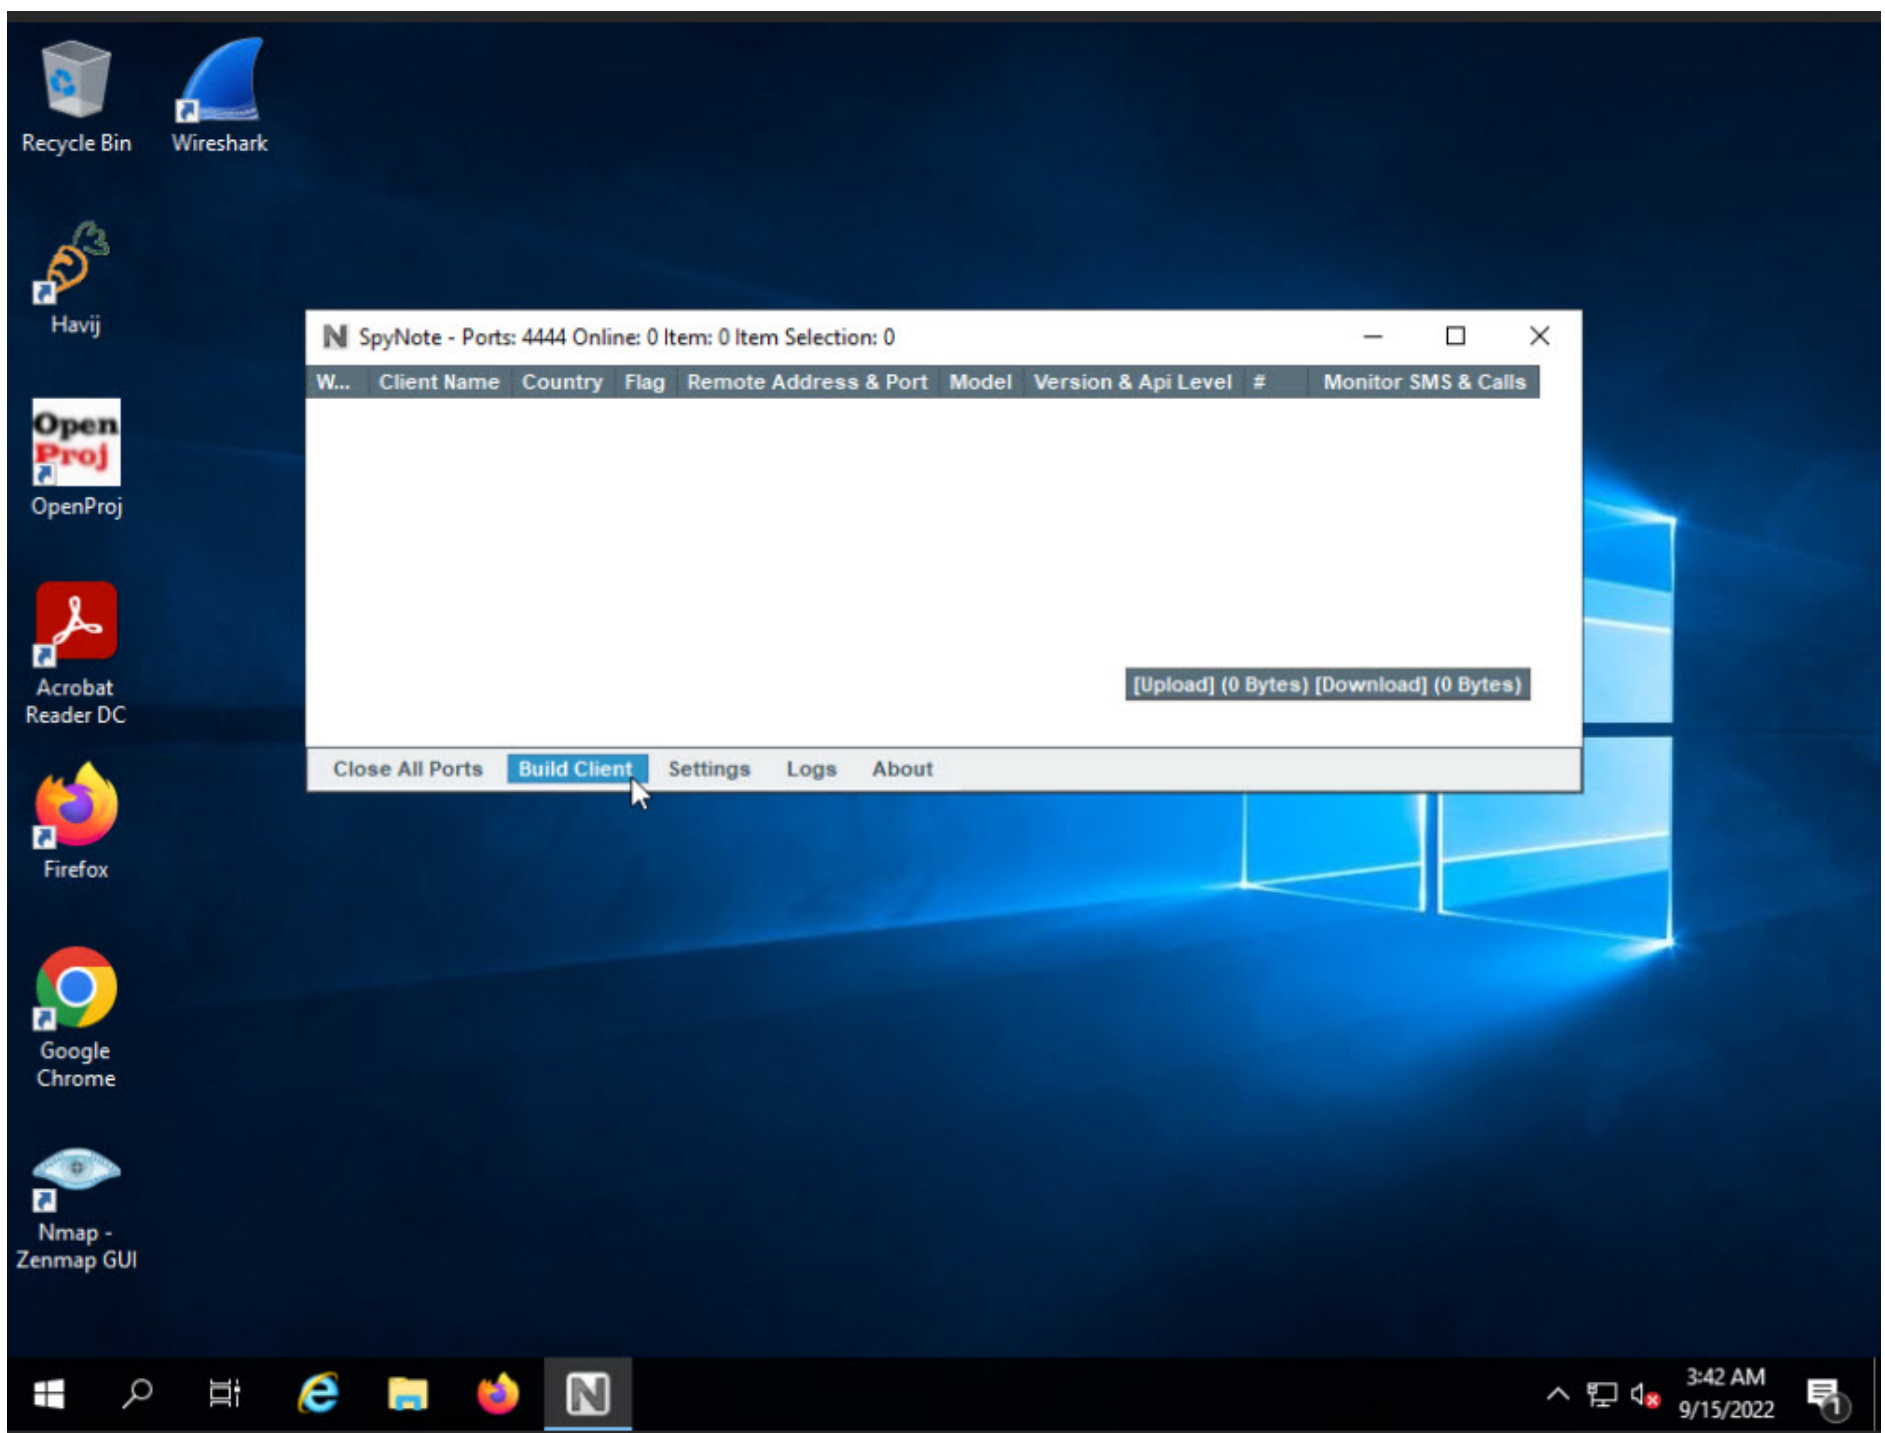 Recycle Bin
Wireshark
Havij
Open
Proj
OpenProj
Acrobat
Reader DC
Firefox
Google
Chrome
Nmap -
Zenmap GUI
N SpyNote - Ports: 4444 Online: 0 Item: 0 Item Selection: 0
W... Client Name Country Flag Remote Address & Port Model Version & Api Level # Monitor SMS & Calls
[Upload] (0 Bytes) [Download] (0 Bytes)
Close All Ports Build Client Settings Logs About
N
3:42 AM
9/15/2022
1